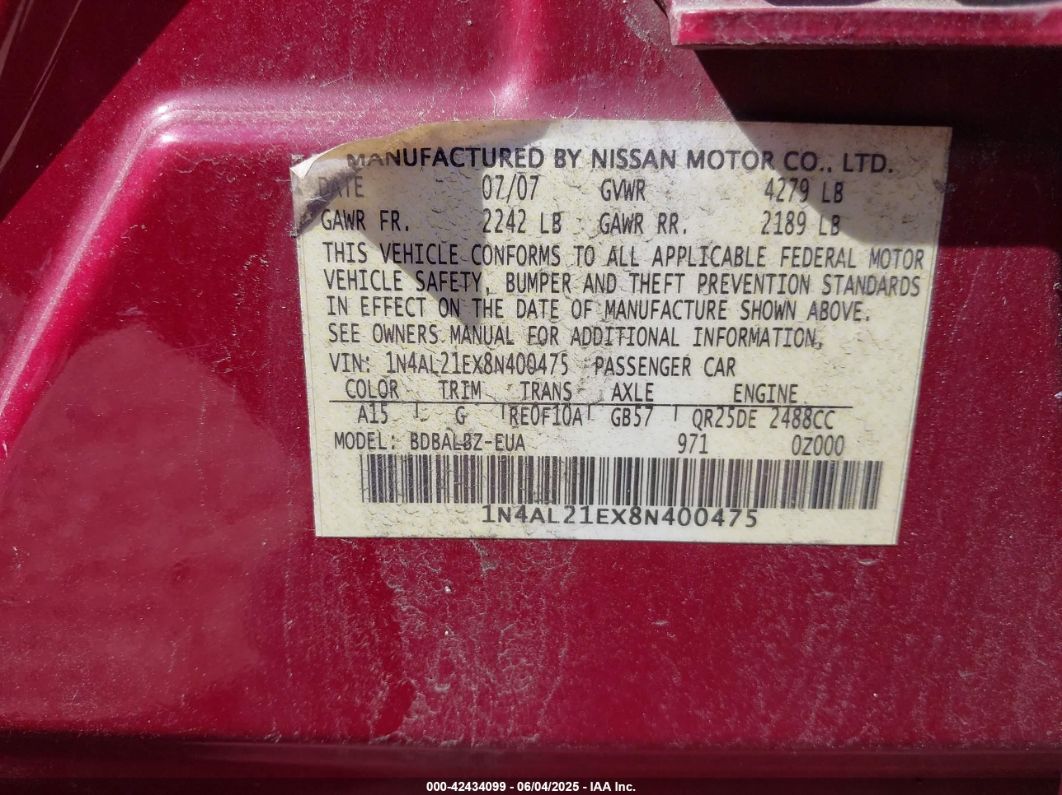 MANUFACTURED BY NISSAN MOTOR CO., LTD.
DATE 07/07 GVWR 4279 LB
GAWR FR. 2242 LB GAWR RR. 2189 LB
THIS VEHICLE CONFORMS TO ALL APPLICABLE FEDERAL MOTOR
VEHICLE SAFETY, BUMPER AND THEFT PREVENTION STANDARDS
IN EFFECT ON THE DATE OF MANUFACTURE SHOWN ABOVE.
SEE OWNERS MANUAL FOR ADDITIONAL INFORMATION,
VIN: 1N4AL21EX8N400475 PASSENGER CAR
COLOR TRIM TRANS AXLE ENGINE
A15 G RE0F10A GB57 QR25DE 2488CC
MODEL: BDBALBZ-EUA 971 0Z000
1N4AL21EX8N400475
000-42434099 - 06/04/2025 - IAA Inc.